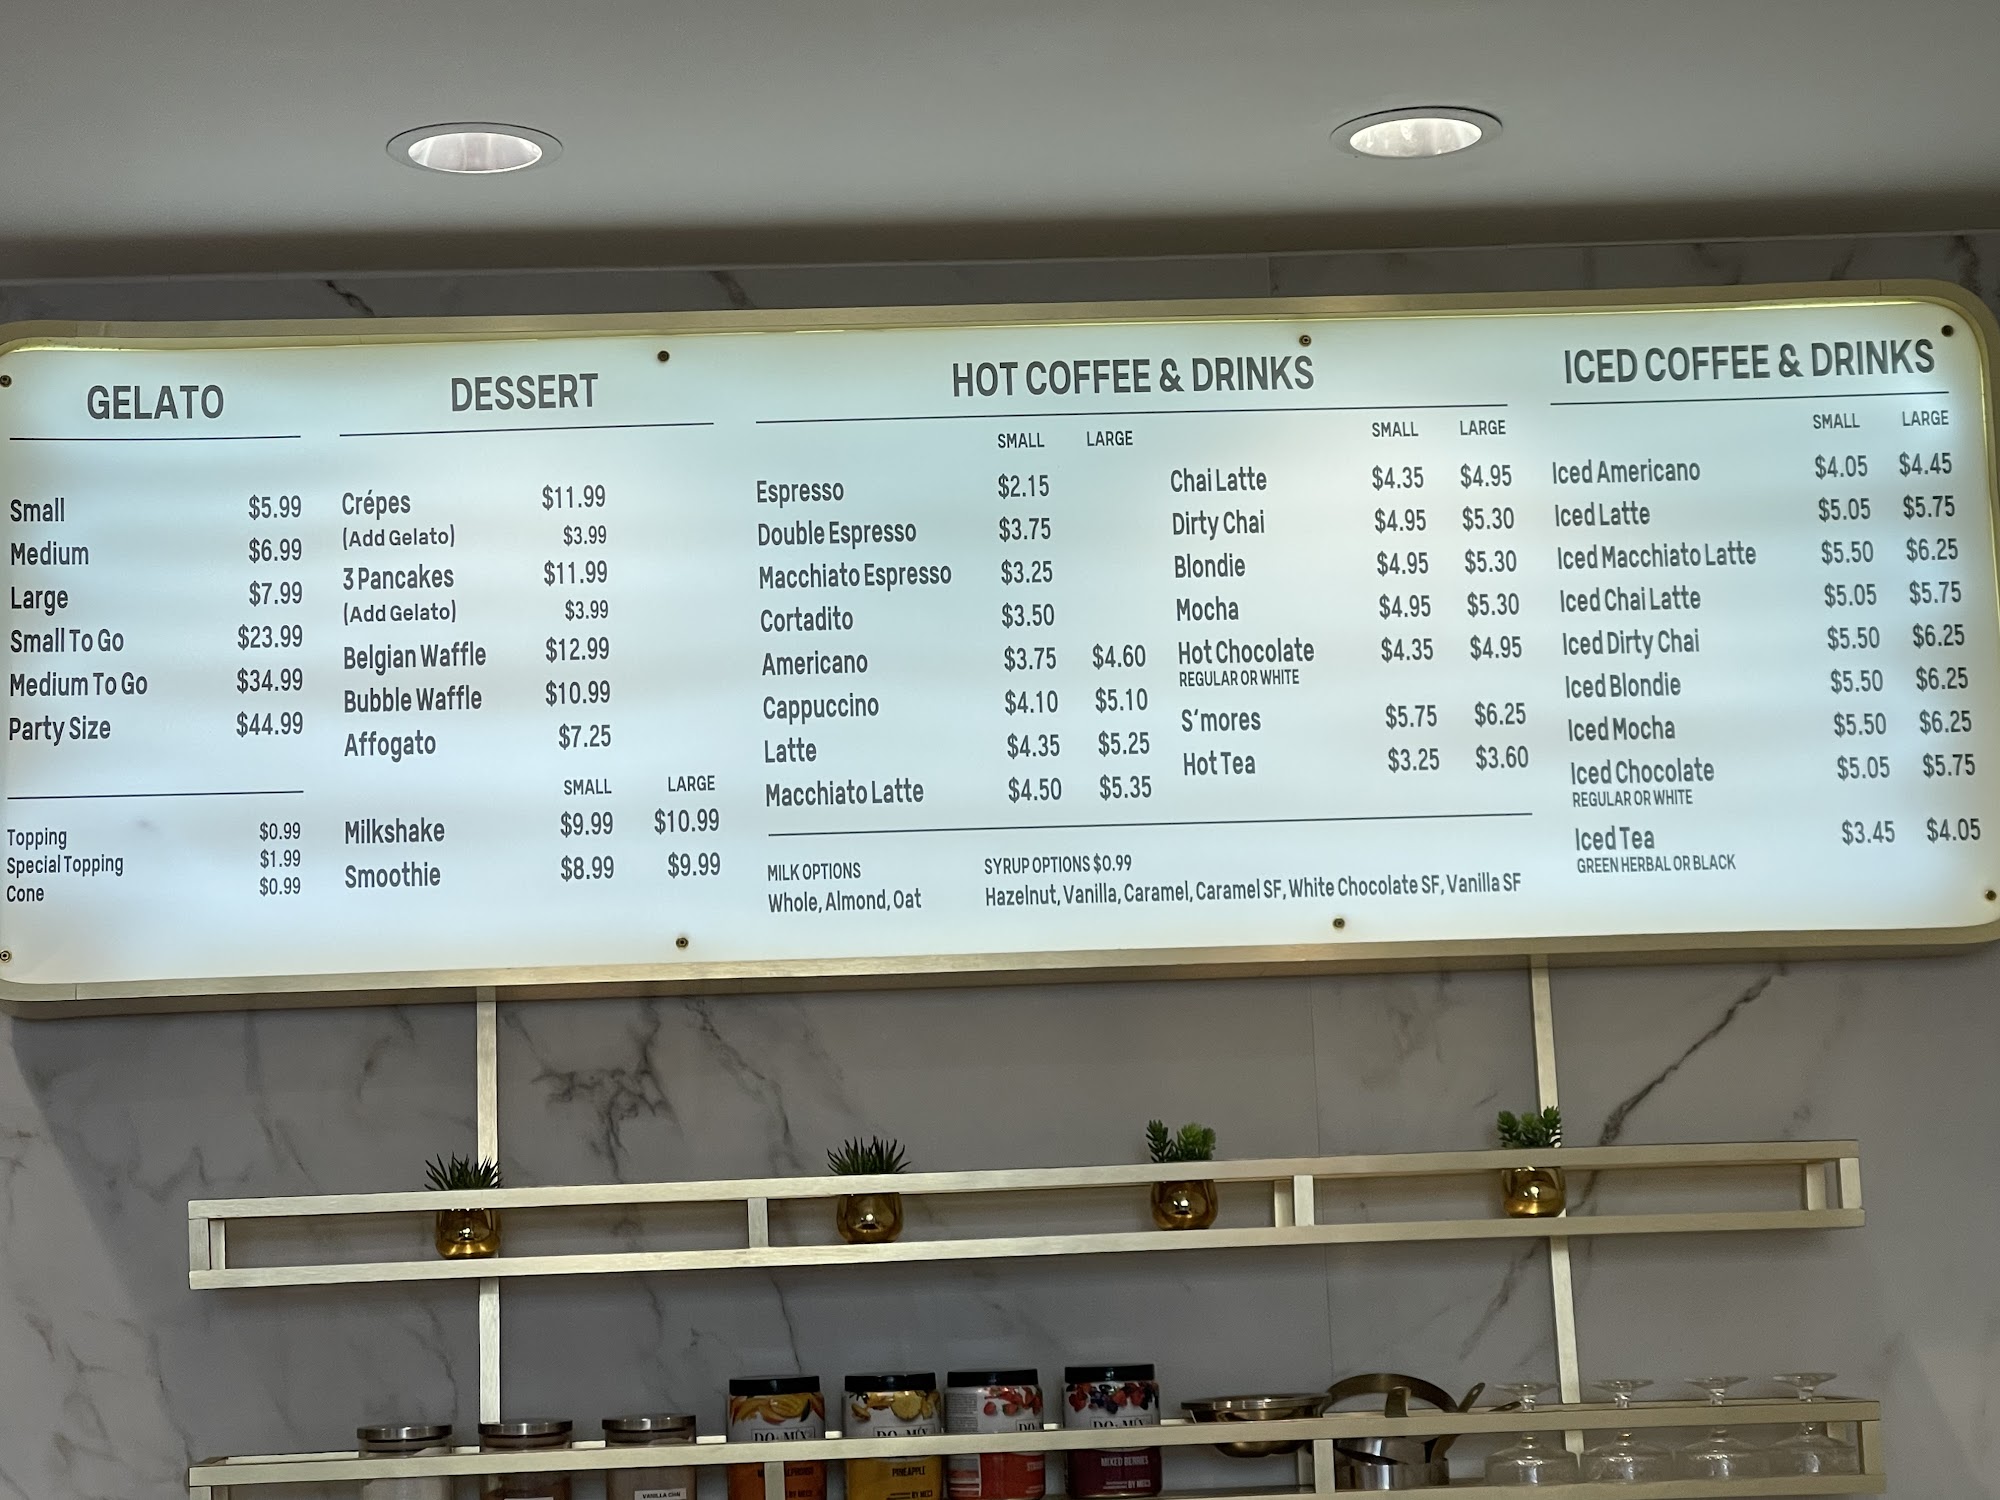 GELATO
Small $5.99
Medium $6.99
Large $7.99
Small To Go $23.99
Medium To Go $34.99
Party Size $44.99
Topping $0.99
Special Topping $1.99
Cone $0.99
DESSERT
Crépes $11.99
(Add Gelato) $3.99
3 Pancakes $11.99
(Add Gelato) $3.99
Belgian Waffle $12.99
Bubble Waffle $10.99
Affogato $7.25
SMALL LARGE
Milkshake $9.99 $10.99
Smoothie $8.99 $9.99
HOT COFFEE & DRINKS
SMALL LARGE
Espresso $2.15
Double Espresso $3.75
Macchiato Espresso $3.25
Cortadito $3.50
Americano $3.75 $4.60
Cappuccino $4.10 $5.10
Latte $4.35 $5.25
Macchiato Latte $4.50 $5.35
SMALL LARGE
Chai Latte $4.35 $4.95
Dirty Chai $4.95 $5.30
Blondie $4.95 $5.30
Mocha $4.95 $5.30
Hot Chocolate $4.35 $4.95
REGULAR OR WHITE
S'mores $5.75 $6.25
Hot Tea $3.25 $3.60
MILK OPTIONS
Whole, Almond, Oat
SYRUP OPTIONS $0.99
Hazelnut, Vanilla, Caramel, Caramel SF, White Chocolate SF, Vanilla SF
ICED COFFEE & DRINKS
SMALL LARGE
Iced Americano $4.05 $4.45
Iced Latte $5.05 $5.75
Iced Macchiato Latte $5.50 $6.25
Iced Chai Latte $5.05 $5.75
Iced Dirty Chai $5.50 $6.25
Iced Blondie $5.50 $6.25
Iced Mocha $5.50 $6.25
Iced Chocolate $5.05 $5.75
REGULAR OR WHITE
Iced Tea $3.45 $4.05
GREEN HERBAL OR BLACK
VANILLA CHAI
PINEAPPLE
MIXED BERRIES